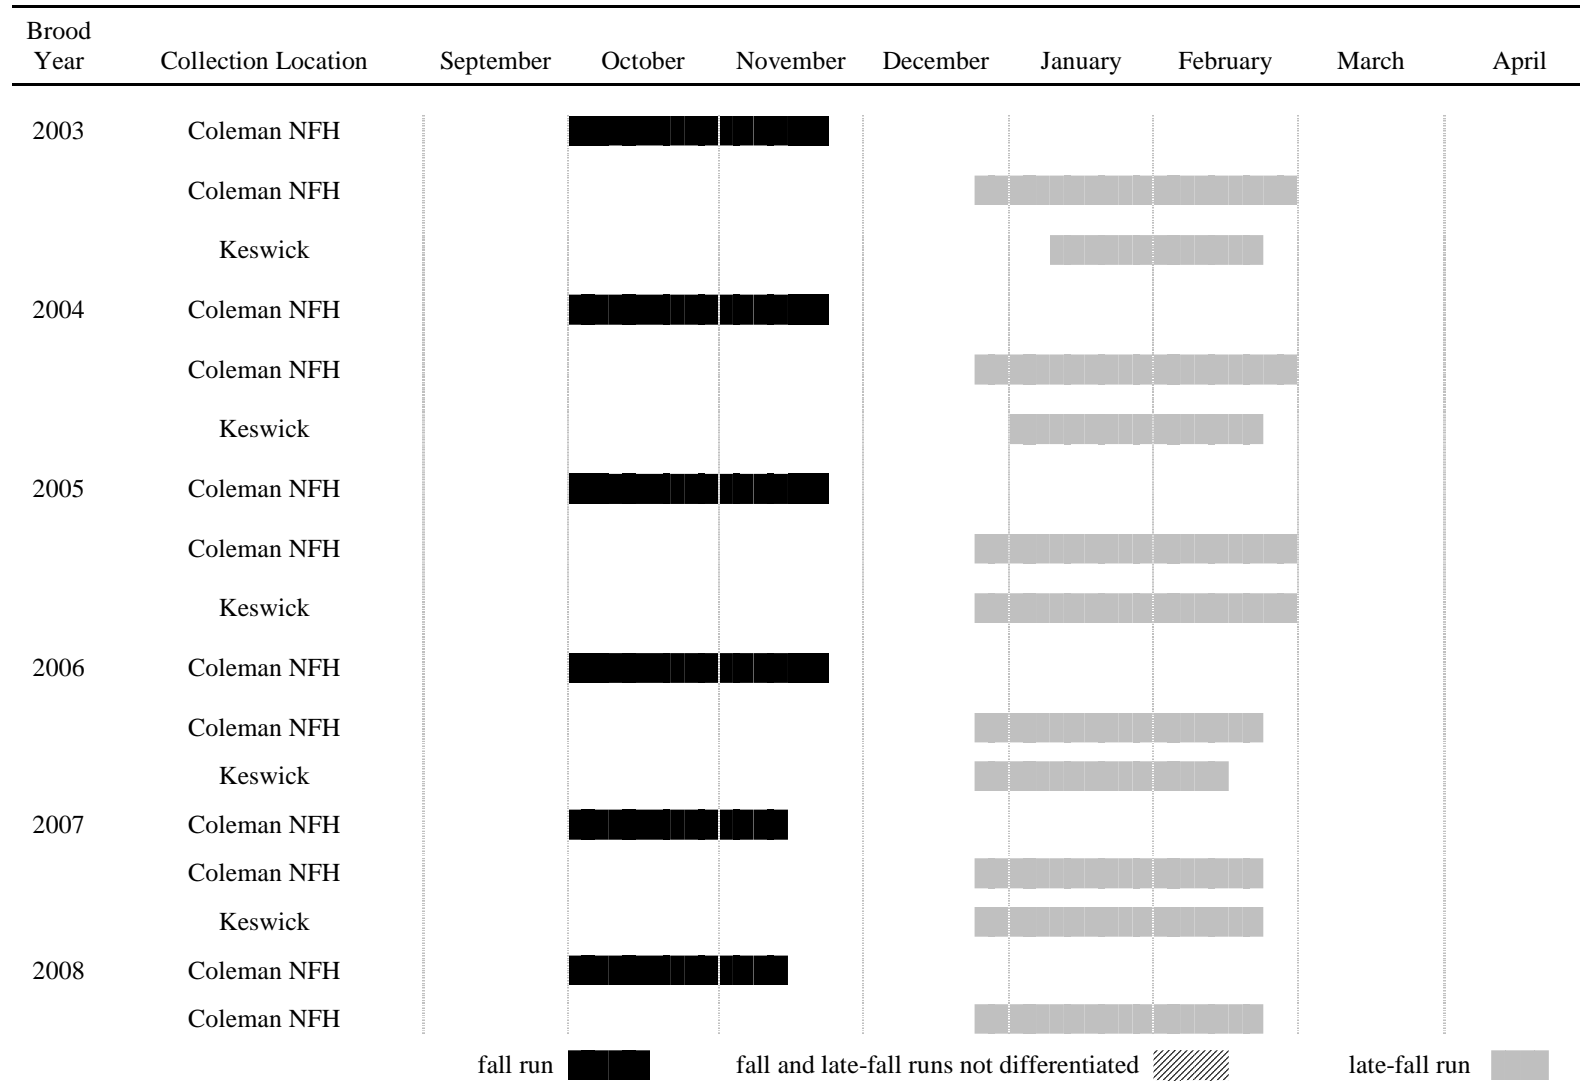 Brood
Year Collection Location September October November December January February March April
2003 Coleman NFH
Coleman NFH
Keswick
2004 Coleman NFH
Coleman NFH
Keswick
2005 Coleman NFH
Coleman NFH
Keswick
2006 Coleman NFH
Coleman NFH
Keswick
2007 Coleman NFH
Coleman NFH
Keswick
2008 Coleman NFH
Coleman NFH
fall run fall and late-fall runs not differentiated late-fall run